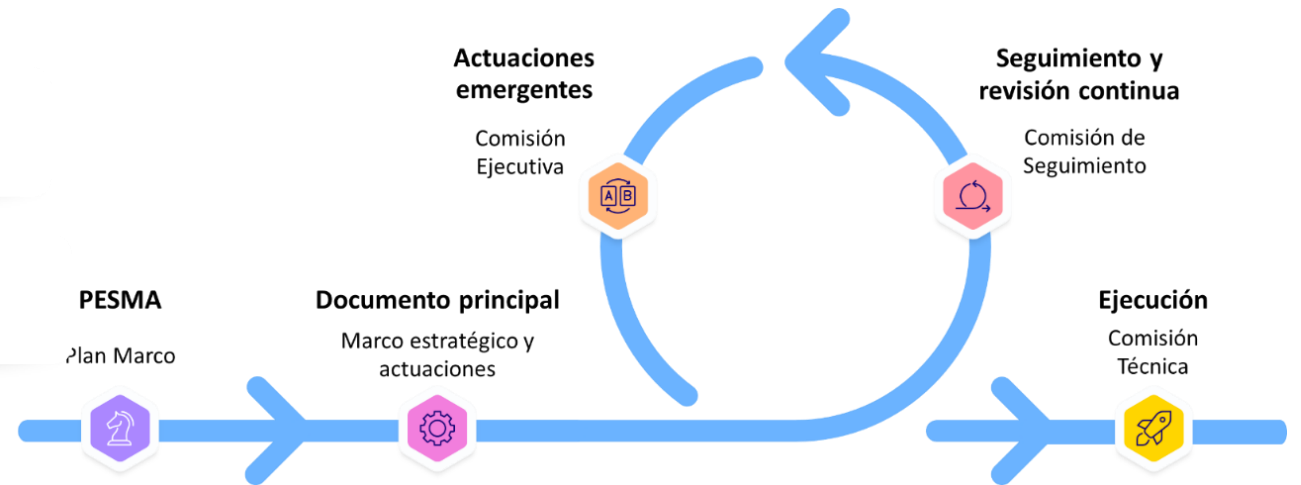 Actuaciones
emergentes
Comisión
Ejecutiva
A B
Seguimiento y
revisión continua
Comisión de
Seguimiento
PESMA
Plan Marco
Documento principal
Marco estratégico y
actuaciones
Ejecución
Comisión
Técnica